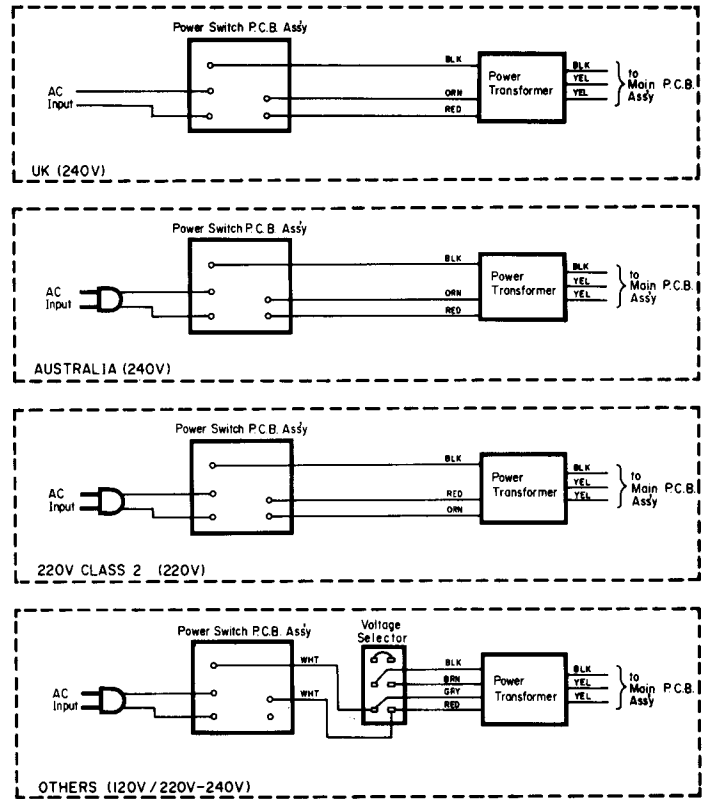 Power Switch P.C.B. Ass'y
AC
Input
BLK
ORN
RED
Power
Transformer
BLK
YEL
YEL
to
Main P.C.B.
Ass'y
UK (240V)
Power Switch P.C.B. Ass'y
AC
Input
BLK
ORN
RED
Power
Transformer
BLK
YEL
YEL
to
Main P.C.B.
Ass'y
AUSTRALIA (240V)
Power Switch P.C.B. Ass'y
AC
Input
BLK
RED
ORN
Power
Transformer
BLK
YEL
YEL
to
Main P.C.B.
Ass'y
220V CLASS 2 (220V)
Power Switch P.C.B. Ass'y
Voltage
Selector
AC
Input
WHT
WHT
BLK
BRN
GRY
RED
Power
Transformer
BLK
YEL
YEL
to
Main P.C.B.
Ass'y
OTHERS (120V/220V-240V)